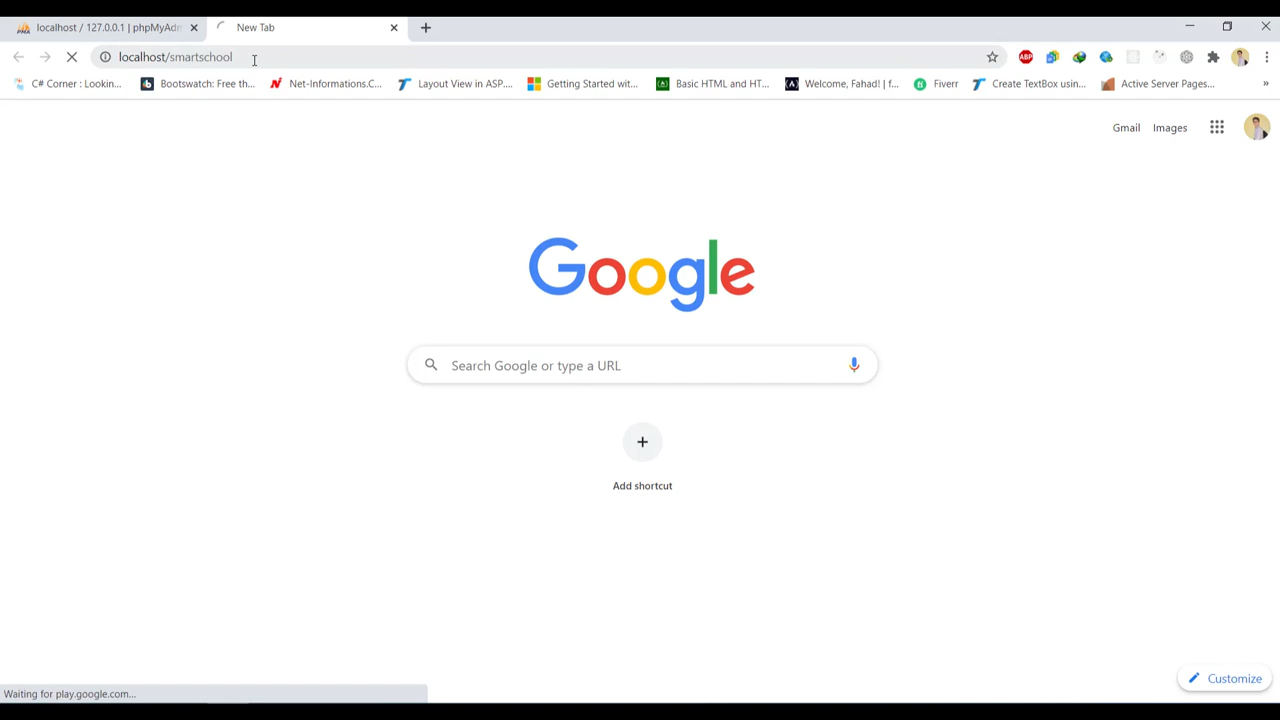 localhost / 127.0.0.1 | phpMyAdm
New Tab
localhost/smartschool
ABP
C# Corner : Lookin...
Bootswatch: Free th...
Net-Informations.C...
Layout View in ASP....
Getting Started wit...
Basic HTML and HT...
Welcome, Fahad! | f...
Fiverr
Create TextBox usin...
Active Server Pages...
»
Gmail
Images
Google
Search Google or type a URL
Add shortcut
Customize
Waiting for play.google.com...